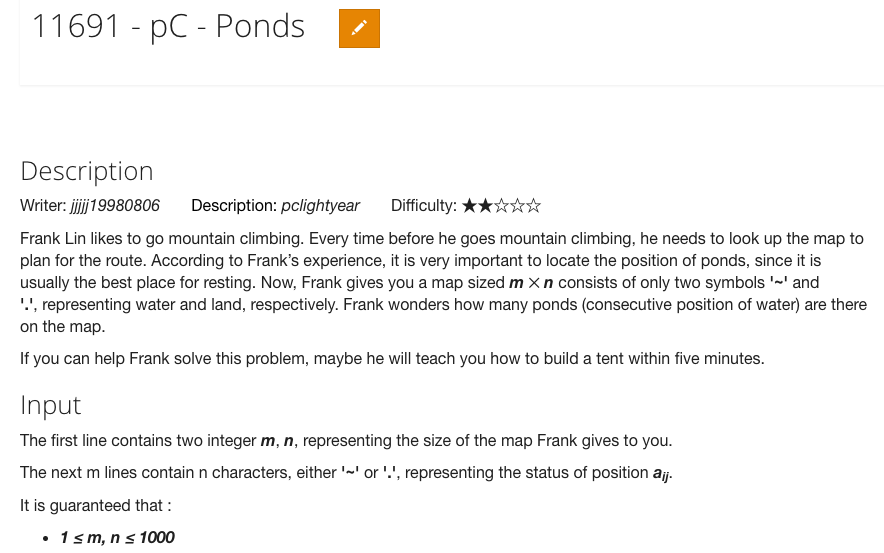 11691 - pC - Ponds
Description
Writer: jjjjj19980806 Description: pclightyear Difficulty: ★★☆☆☆
Frank Lin likes to go mountain climbing. Every time before he goes mountain climbing, he needs to look up the map to
plan for the route. According to Frank's experience, it is very important to locate the position of ponds, since it is
usually the best place for resting. Now, Frank gives you a map sized m × n consists of only two symbols '~' and
'.', representing water and land, respectively. Frank wonders how many ponds (consecutive position of water) are there
on the map.
If you can help Frank solve this problem, maybe he will teach you how to build a tent within five minutes.
Input
The first line contains two integer m, n, representing the size of the map Frank gives to you.
The next m lines contain n characters, either '~' or '.', representing the status of position aij.
It is guaranteed that :
• 1 ≤ m, n ≤ 1000